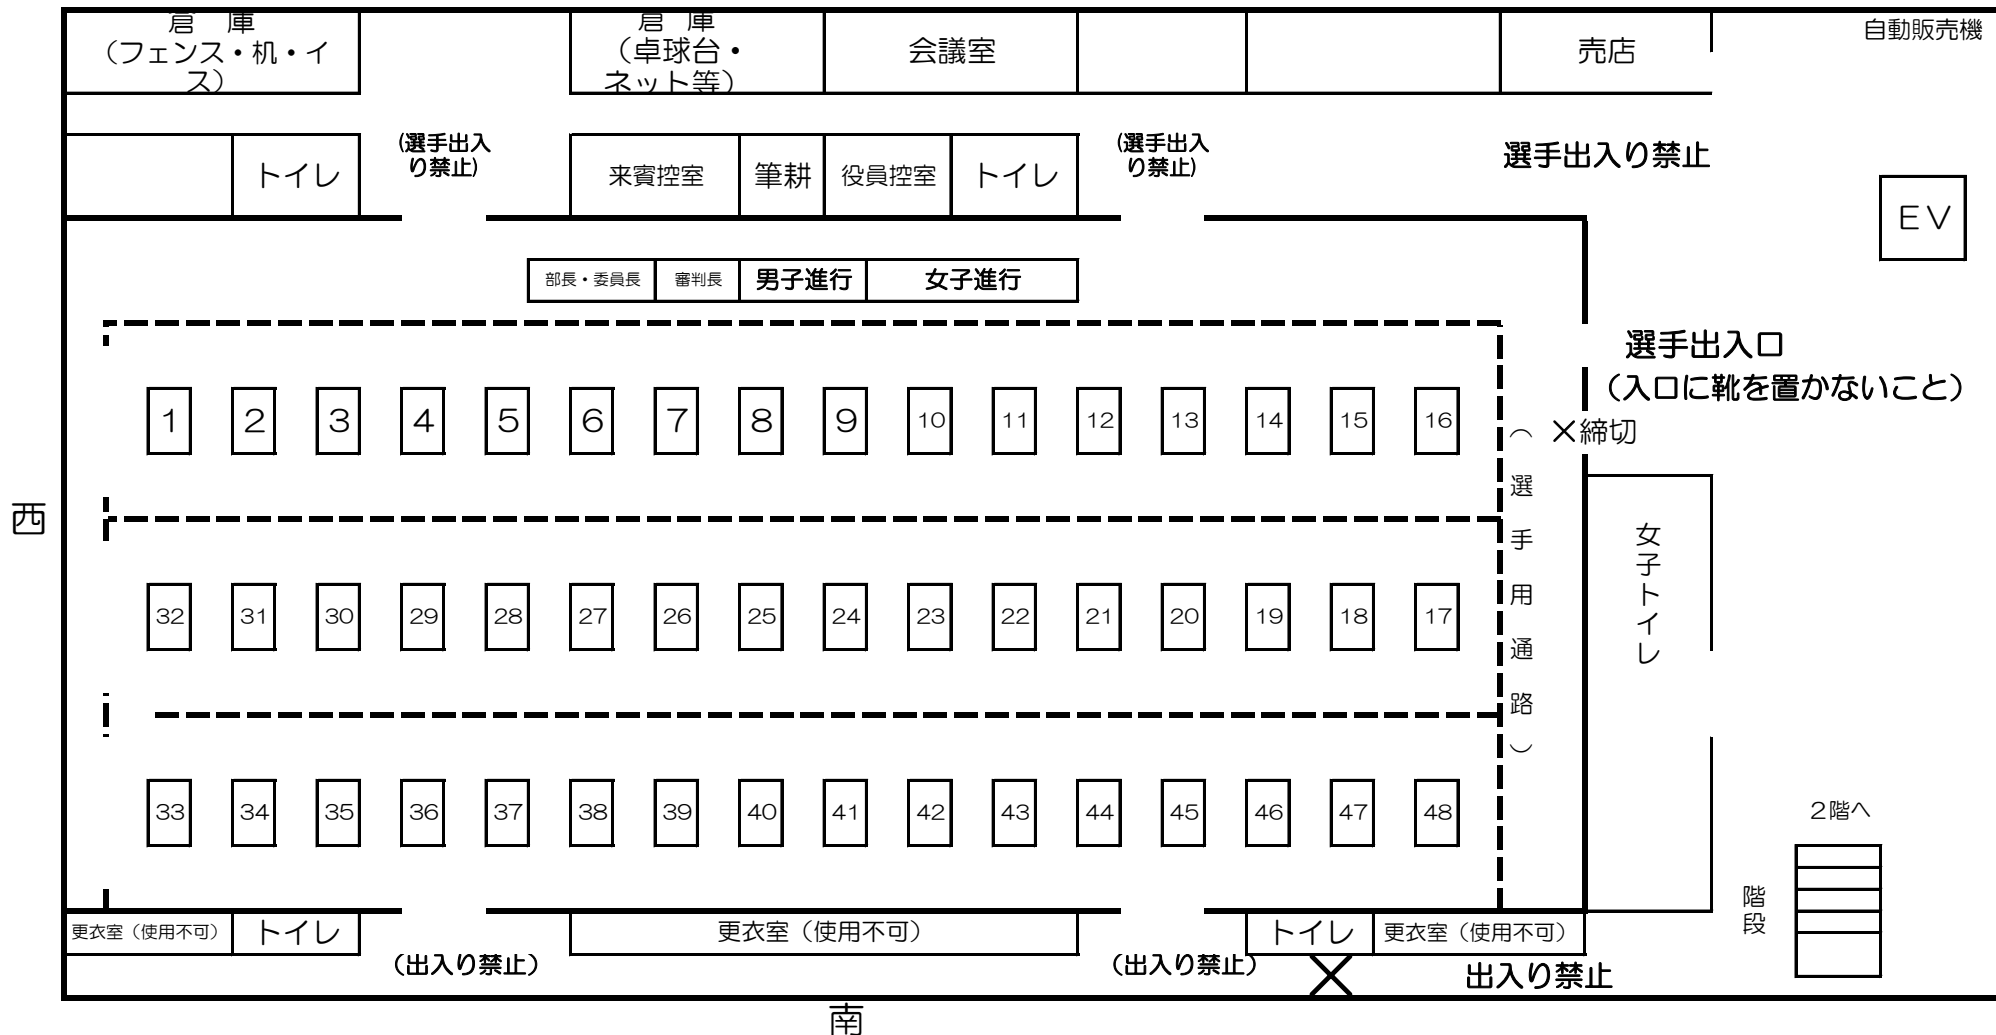 倉　庫
（フェンス・机・イ
ス）
倉　庫
（卓球台・
ネット等）
会議室
売店
自動販売機
トイレ
(選手出入
り禁止)
来賓控室
筆耕
役員控室
トイレ
(選手出入
り禁止)
選手出入り禁止
ＥＶ
部長・委員長
審判長
男子進行
女子進行
選手出入口
（入口に靴を置かないこと）
1 2 3 4 5 6 7 8 9 10 11 12 13 14 15 16
×締切
（選手用通路）
西
女子トイレ
32 31 30 29 28 27 26 25 24 23 22 21 20 19 18 17
33 34 35 36 37 38 39 40 41 42 43 44 45 46 47 48
２階へ
階段
更衣室（使用不可）
トイレ
（出入り禁止）
更衣室（使用不可）
（出入り禁止）
トイレ
更衣室（使用不可）
出入り禁止
南